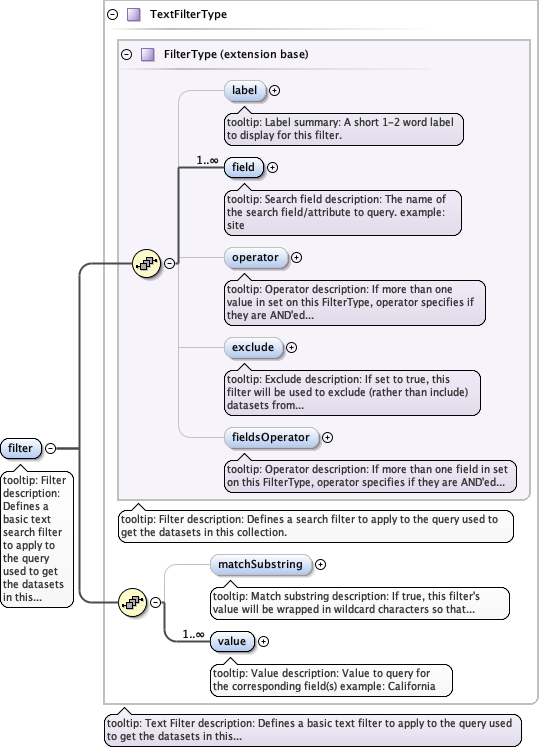 TextFilterType
FilterType (extension base)
label
tooltip: Label summary: A short 1-2 word label
to display for this filter.
1..∞
field
tooltip: Search field description: The name of
the search field/attribute to query. example:
site
operator
tooltip: Operator description: If more than one
value in set on this FilterType, operator specifies if
they are AND'ed...
exclude
tooltip: Exclude description: If set to true, this
filter will be used to exclude (rather than include)
datasets from...
fieldsOperator
tooltip: Operator description: If more than one field in set
on this FilterType, operator specifies if they are AND'ed...
filter
tooltip: Filter
description:
Defines a
basic text
search filter
to apply to
the query
used to get
the datasets
in this...
tooltip: Filter description: Defines a search filter to apply to the query used to
get the datasets in this collection.
matchSubstring
tooltip: Match substring description: If true, this filter's
value will be wrapped in wildcard characters so that...
1..∞
value
tooltip: Value description: Value to query for
the corresponding field(s) example: California
tooltip: Text Filter description: Defines a basic text filter to apply to the query used
to get the datasets in this...